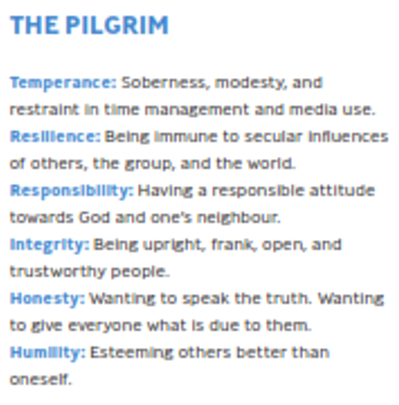 THE PILGRIM
Temperance: Soberness, modesty, and
restraint in time management and media use.
Resilience: Being immune to secular influences
of others, the group, and the world.
Responsibility: Having a responsible attitude
towards God and one's neighbour.
Integrity: Being upright, frank, open, and
trustworthy people.
Honesty: Wanting to speak the truth. Wanting
to give everyone what is due to them.
Humility: Esteeming others better than
oneself.